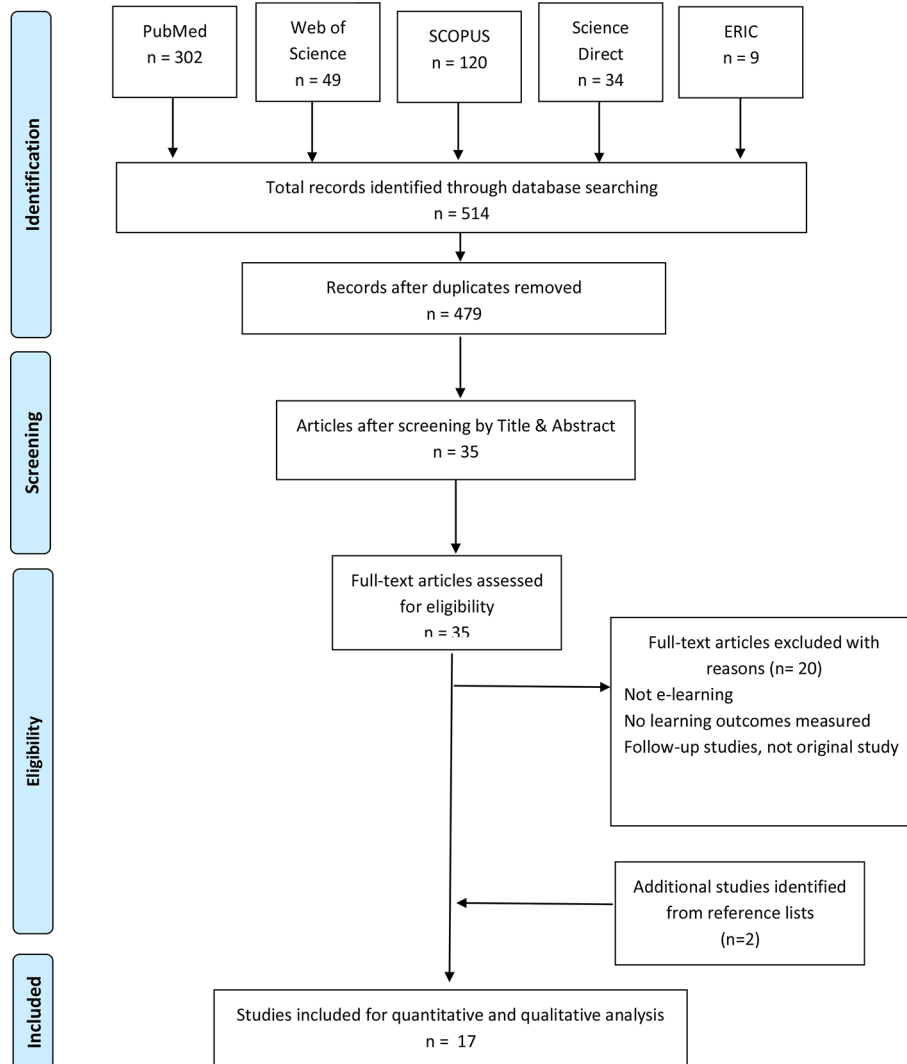 PubMed
n = 302
Web of
Science
n = 49
SCOPUS
n = 120
Science
Direct
n = 34
ERIC
n = 9
Identification
Total records identified through database searching
n = 514
Records after duplicates removed
n = 479
Screening
Articles after screening by Title & Abstract
n = 35
Eligibility
Full-text articles assessed
for eligibility
n = 35
Full-text articles excluded with
reasons (n= 20)
Not e-learning
No learning outcomes measured
Follow-up studies, not original study
Additional studies identified
from reference lists
(n=2)
Included
Studies included for quantitative and qualitative analysis
n = 17